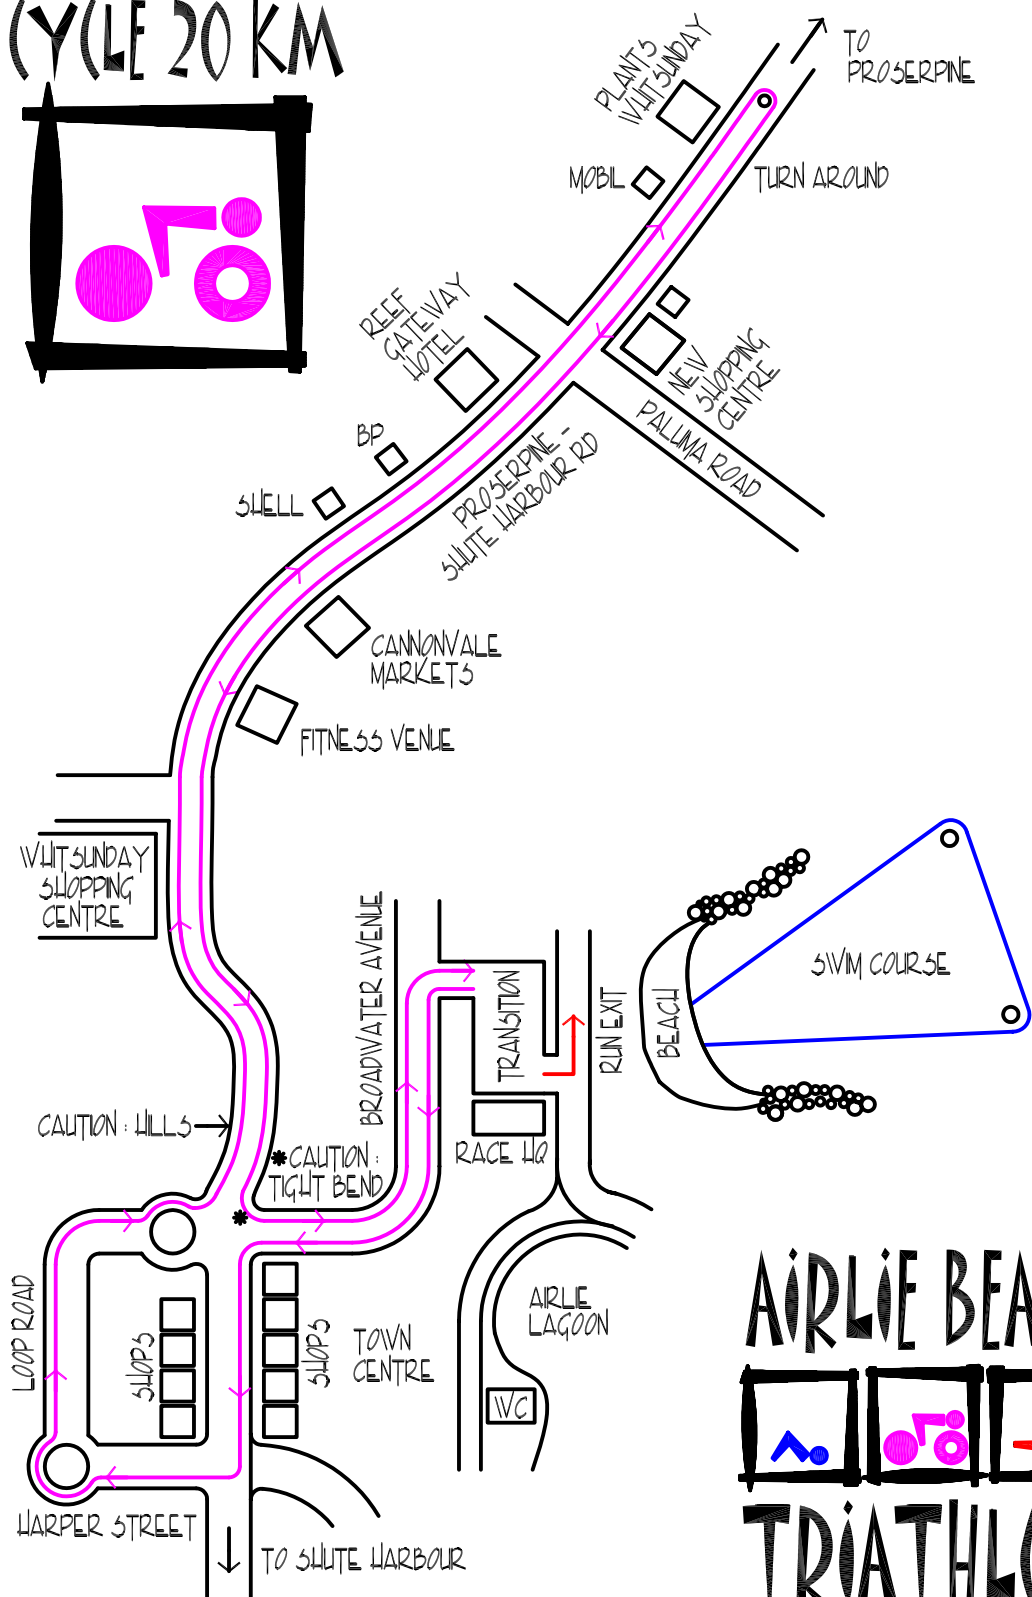 CYCLE 20 KM
TO
PROSERPINE
PLANTS
WHITSUNDAY
MOBIL
TURN AROUND
REEF
GATEWAY
HOTEL
NEW
SHOPPING
CENTRE
PALUMA ROAD
BP
SHELL
PROSERPINE -
SHUTE HARBOUR RD
CANNONVALE
MARKETS
FITNESS VENUE
WHITSUNDAY
SHOPPING
CENTRE
BROADWATER AVENUE
TRANSITION
RUN EXIT
BEACH
SWIM COURSE
CAUTION : HILLS
RACE HQ
*CAUTION :
TIGHT BEND
*
LOOP ROAD
SHOPS
SHOPS
TOWN
CENTRE
AIRLIE
LAGOON
WC
HARPER STREET
TO SHUTE HARBOUR
AiRLiE BEA
TRiATHLO